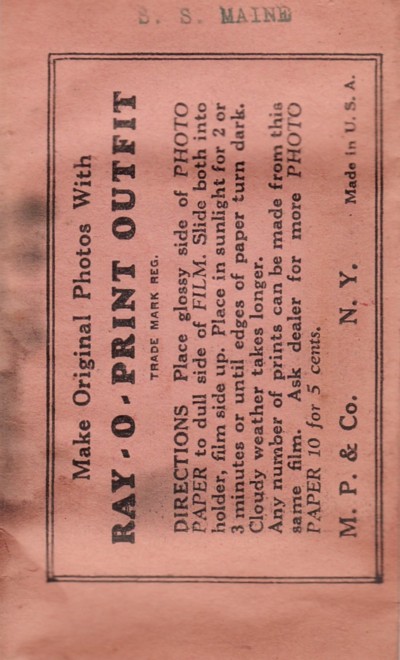 S. S. MAINE
Make Original Photos With
RAY-O-PRINT OUTFIT
TRADE MARK REG.
DIRECTIONS Place glossy side of PHOTO
PAPER to dull side of FILM. Slide both into
holder, film side up. Place in sunlight for 2 or
3 minutes or until edges of paper turn dark.
Cloudy weather takes longer.
Any number of prints can be made from this
same film. Ask dealer for more PHOTO
PAPER 10 for 5 cents.
M. P. & Co. N. Y. Made in U. S. A.